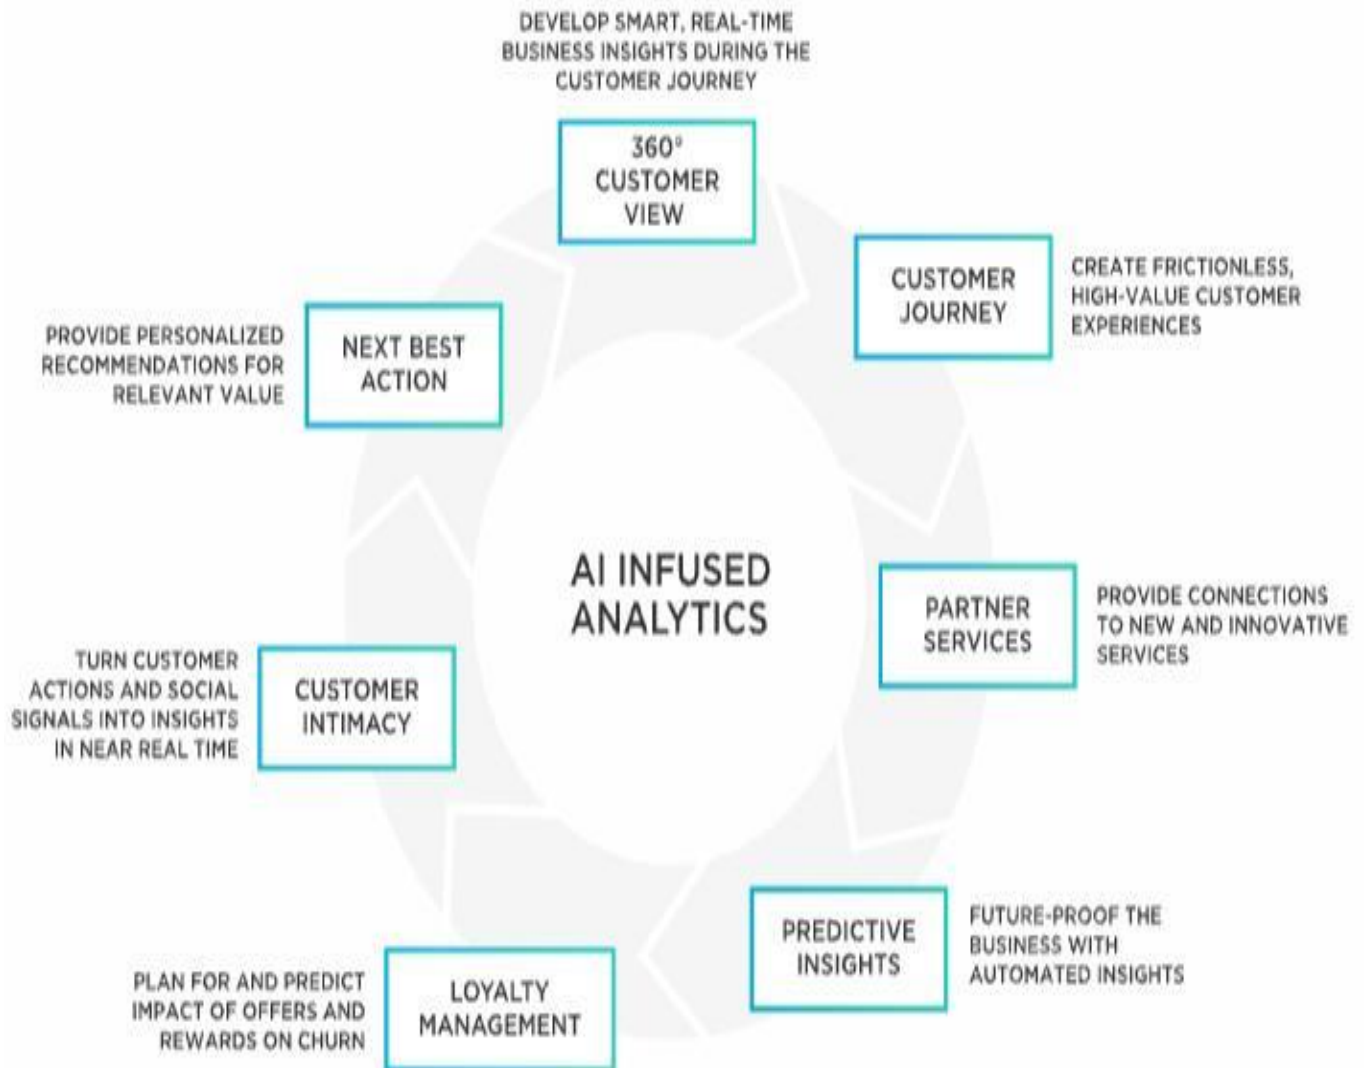 DEVELOP SMART, REAL-TIME
BUSINESS INSIGHTS DURING THE
CUSTOMER JOURNEY
360°
CUSTOMER
VIEW
CUSTOMER
JOURNEY
CREATE FRICTIONLESS,
HIGH-VALUE CUSTOMER
EXPERIENCES
PROVIDE PERSONALIZED
RECOMMENDATIONS FOR
RELEVANT VALUE
NEXT BEST
ACTION
AI INFUSED
ANALYTICS
PARTNER
SERVICES
PROVIDE CONNECTIONS
TO NEW AND INNOVATIVE
SERVICES
TURN CUSTOMER
ACTIONS AND SOCIAL
SIGNALS INTO INSIGHTS
IN NEAR REAL TIME
CUSTOMER
INTIMACY
PREDICTIVE
INSIGHTS
FUTURE-PROOF THE
BUSINESS WITH
AUTOMATED INSIGHTS
PLAN FOR AND PREDICT
IMPACT OF OFFERS AND
REWARDS ON CHURN
LOYALTY
MANAGEMENT